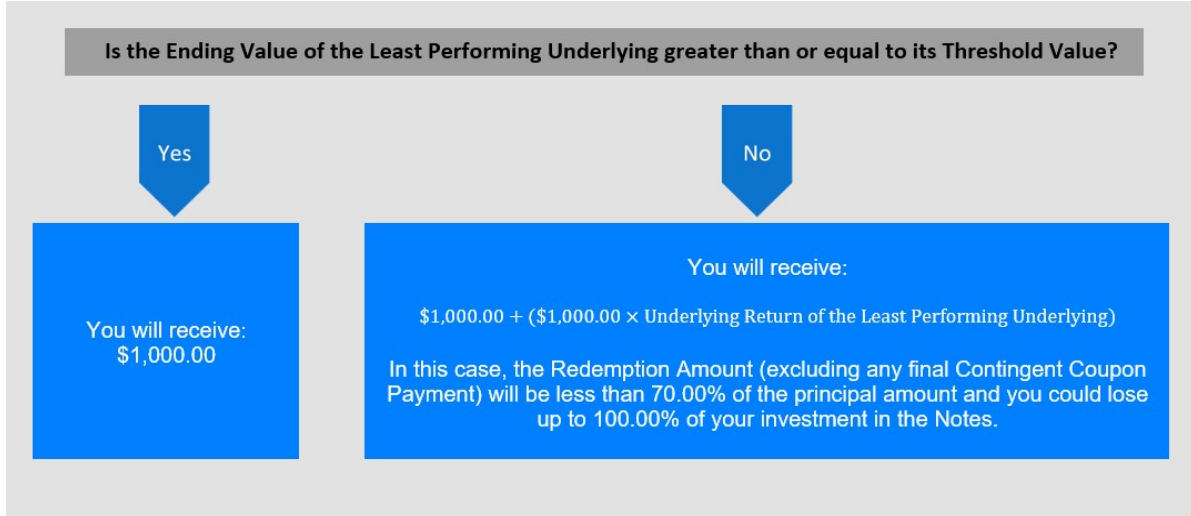 Is the Ending Value of the Least Performing Underlying greater than or equal to its Threshold Value?
Yes
No
You will receive:
$1,000.00
You will receive:
$1,000.00 + ($1,000.00 × Underlying Return of the Least Performing Underlying)
In this case, the Redemption Amount (excluding any final Contingent Coupon
Payment) will be less than 70.00% of the principal amount and you could lose
up to 100.00% of your investment in the Notes.